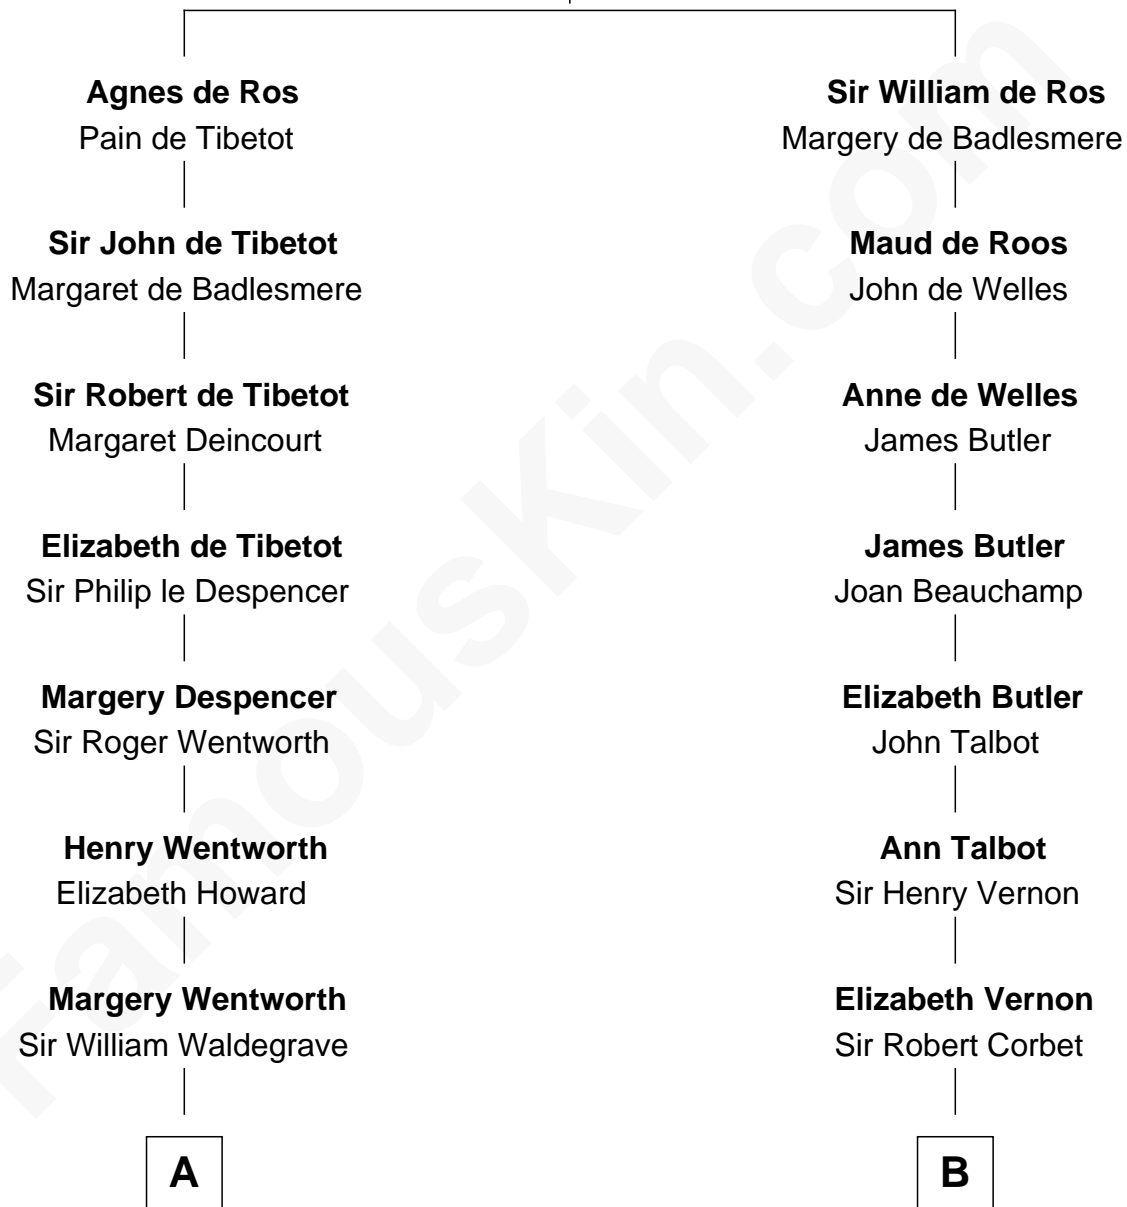 Agnes de Ros
Pain de Tibetot
Sir John de Tibetot
Margaret de Badlesmere
Sir Robert de Tibetot
Margaret Deincourt
Elizabeth de Tibetot
Sir Philip le Despencer
Margery Despencer
Sir Roger Wentworth
Henry Wentworth
Elizabeth Howard
Margery Wentworth
Sir William Waldegrave
A
Sir William de Ros
Margery de Badlesmere
Maud de Roos
John de Welles
Anne de Welles
James Butler
James Butler
Joan Beauchamp
Elizabeth Butler
John Talbot
Ann Talbot
Sir Henry Vernon
Elizabeth Vernon
Sir Robert Corbet
B
FamousKin.com